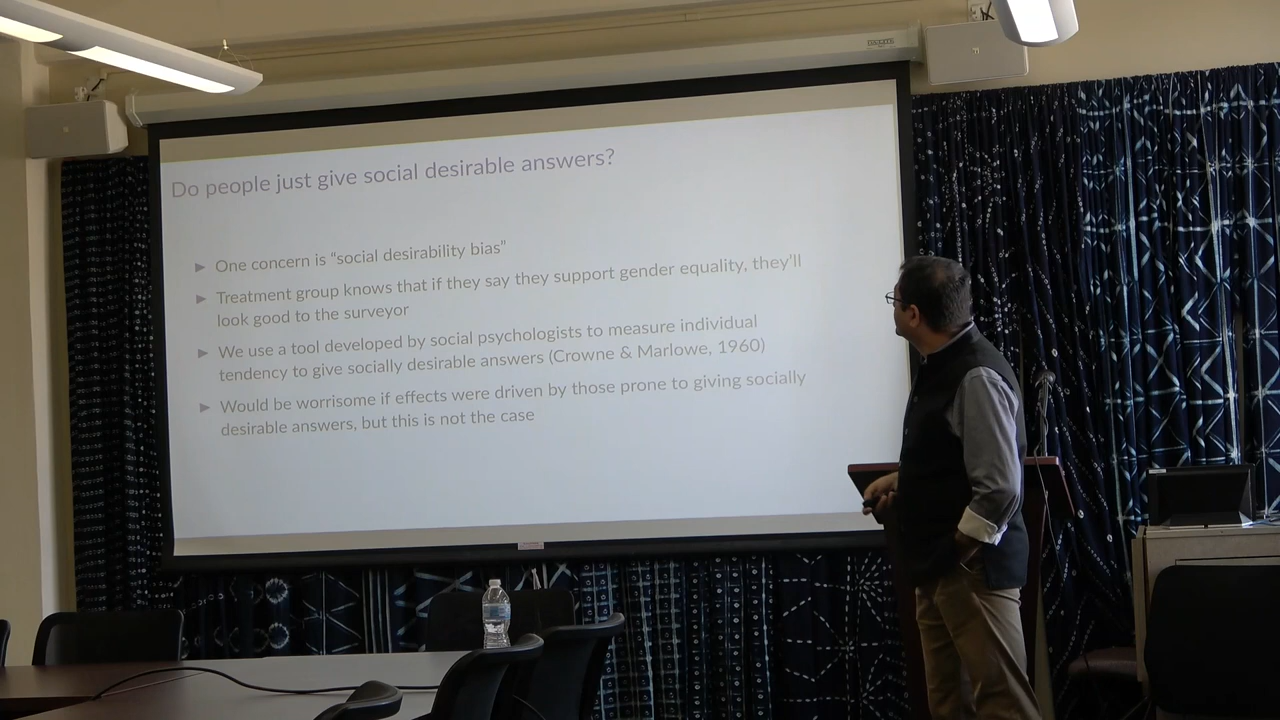 Do people just give social desirable answers?
▶ One concern is “social desirability bias”
▶ Treatment group knows that if they say they support gender equality, they'll
look good to the surveyor
▶ We use a tool developed by social psychologists to measure individual
tendency to give socially desirable answers (Crowne & Marlowe, 1960)
▶ Would be worrisome if effects were driven by those prone to giving socially
desirable answers, but this is not the case